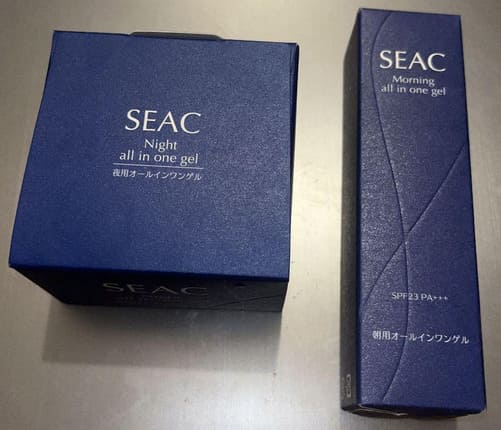 SEAC
Night
all in one gel
夜用オールインワンゲル
SEAC
SEAC
Morning
all in one gel
SPF23 PA+++
朝用オールインワンゲル